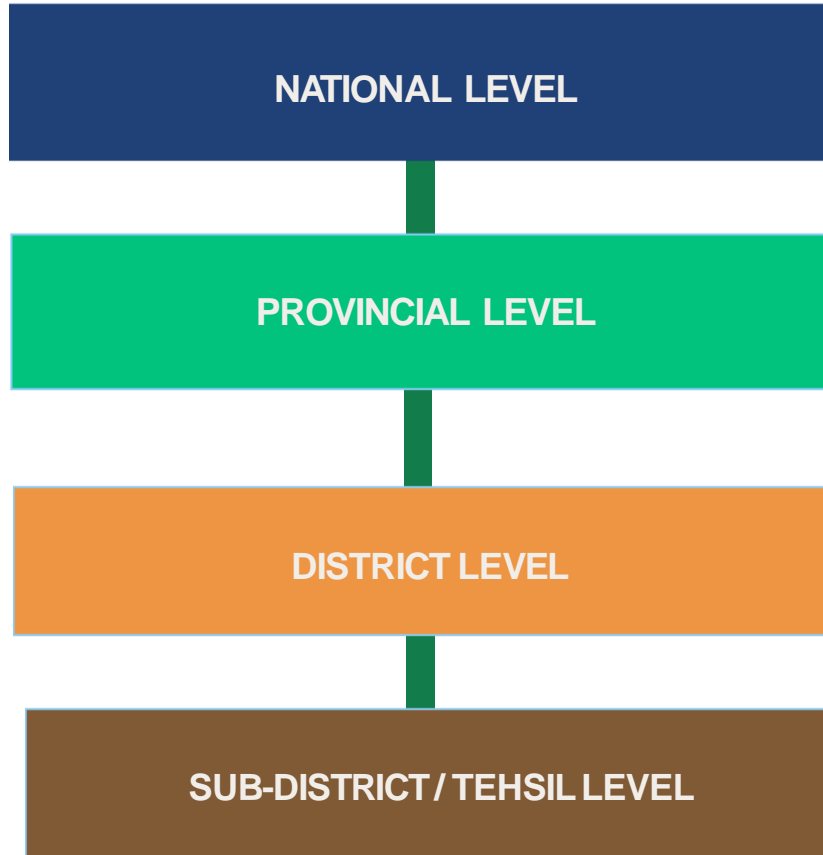 NATIONAL LEVEL
PROVINCIAL LEVEL
DISTRICT LEVEL
SUB-DISTRICT / TEHSIL LEVEL